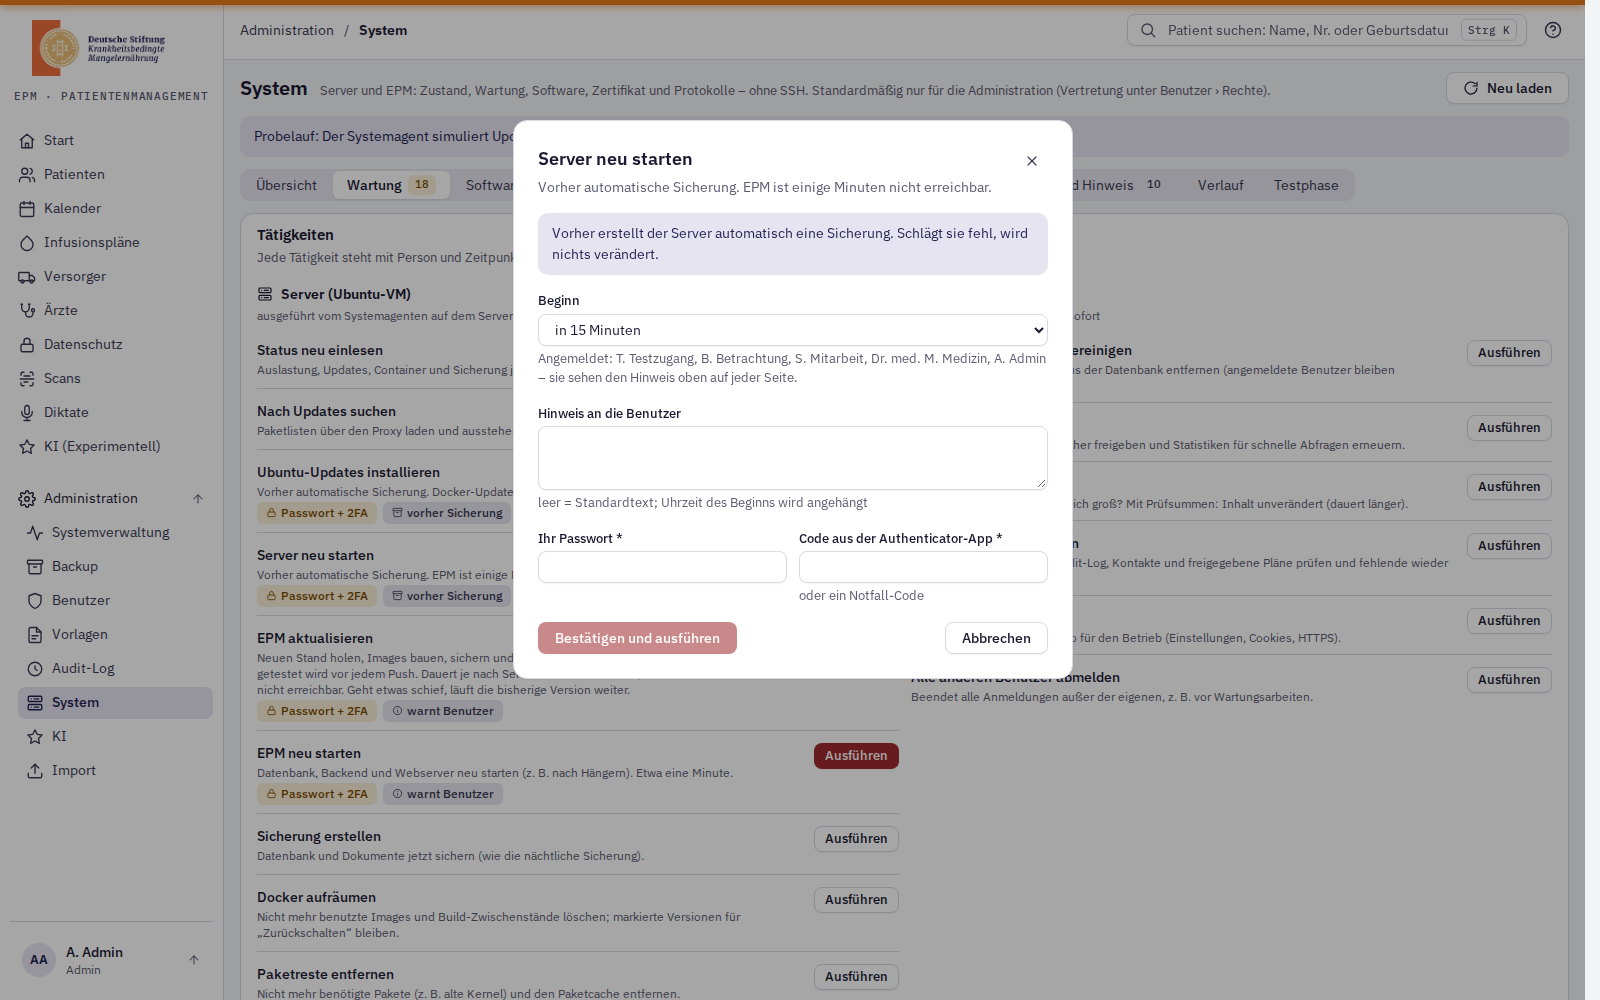 Deutsche Stiftung
Krankheitsbedingte
Mangelernährung
EPM · PATIENTENMANAGEMENT
Start
Patienten
Kalender
Infusionspläne
Versorger
Ärzte
Datenschutz
Scans
Diktate
KI (Experimentell)
Administration
Systemverwaltung
Backup
Benutzer
Vorlagen
Audit-Log
System
KI
Import
AA
A. Admin
Admin
Administration / System
Patient suchen: Name, Nr. oder Geburtsdatur
Strg K
System
Server und EPM: Zustand, Wartung, Software, Zertifikat und Protokolle – ohne SSH. Standardmäßig nur für die Administration (Vertretung unter Benutzer › Rechte).
Neu laden
Probelauf: Der Systemagent simuliert
Übersicht
Wartung 18
Hinweis 10
Verlauf
Testphase
Tätigkeiten
Jede Tätigkeit steht mit Person und
Server (Ubuntu-VM)
ausgeführt vom Systemagenten auf dem Server
Status neu einlesen
Auslastung, Updates, Container und Sicherung
Nach Updates suchen
Paketlisten über den Proxy laden und
Ubuntu-Updates installieren
Vorher automatische Sicherung.
Passwort + 2FA
vorher Sicherung
Server neu starten
Vorher automatische Sicherung. EPM ist einige
Passwort + 2FA
vorher Sicherung
EPM aktualisieren
Neuen Stand holen, Images bauen, sichern und
getestet wird vor jedem Push. Dauert je nach
nicht erreichbar. Geht etwas schief, läuft die bisherige Version weiter.
Passwort + 2FA
warnt Benutzer
EPM neu starten
Ausführen
Datenbank, Backend und Webserver neu starten (z. B. nach Hängern). Etwa eine Minute.
Passwort + 2FA
warnt Benutzer
Sicherung erstellen
Ausführen
Datenbank und Dokumente jetzt sichern (wie die nächtliche Sicherung).
Docker aufräumen
Ausführen
Nicht mehr benutzte Images und Build-Zwischenstände löschen; markierte Versionen für
„Zurückschalten“ bleiben.
Paketreste entfernen
Ausführen
Nicht mehr benötigte Pakete (z. B. alte Kernel) und den Paketcache entfernen.
Server neu starten
Vorher automatische Sicherung. EPM ist einige Minuten nicht erreichbar.
Vorher erstellt der Server automatisch eine Sicherung. Schlägt sie fehl, wird
nichts verändert.
Beginn
in 15 Minuten
Angemeldet: T. Testzugang, B. Betrachtung, S. Mitarbeit, Dr. med. M. Medizin, A. Admin
– sie sehen den Hinweis oben auf jeder Seite.
Hinweis an die Benutzer
leer = Standardtext; Uhrzeit des Beginns wird angehängt
Ihr Passwort *
Code aus der Authenticator-App *
oder ein Notfall-Code
Bestätigen und ausführen
Abbrechen
Ausführen
aus der Datenbank entfernen (angemeldete Benutzer bleiben
Ausführen
freigeben und Statistiken für schnelle Abfragen erneuern.
Ausführen
groß? Mit Prüfsummen: Inhalt unverändert (dauert länger).
Ausführen
Kontakte und freigegebene Pläne prüfen und fehlende wieder
Ausführen
für den Betrieb (Einstellungen, Cookies, HTTPS).
Alle anderen Benutzer abmelden
Ausführen
Beendet alle Anmeldungen außer der eigenen, z. B. vor Wartungsarbeiten.